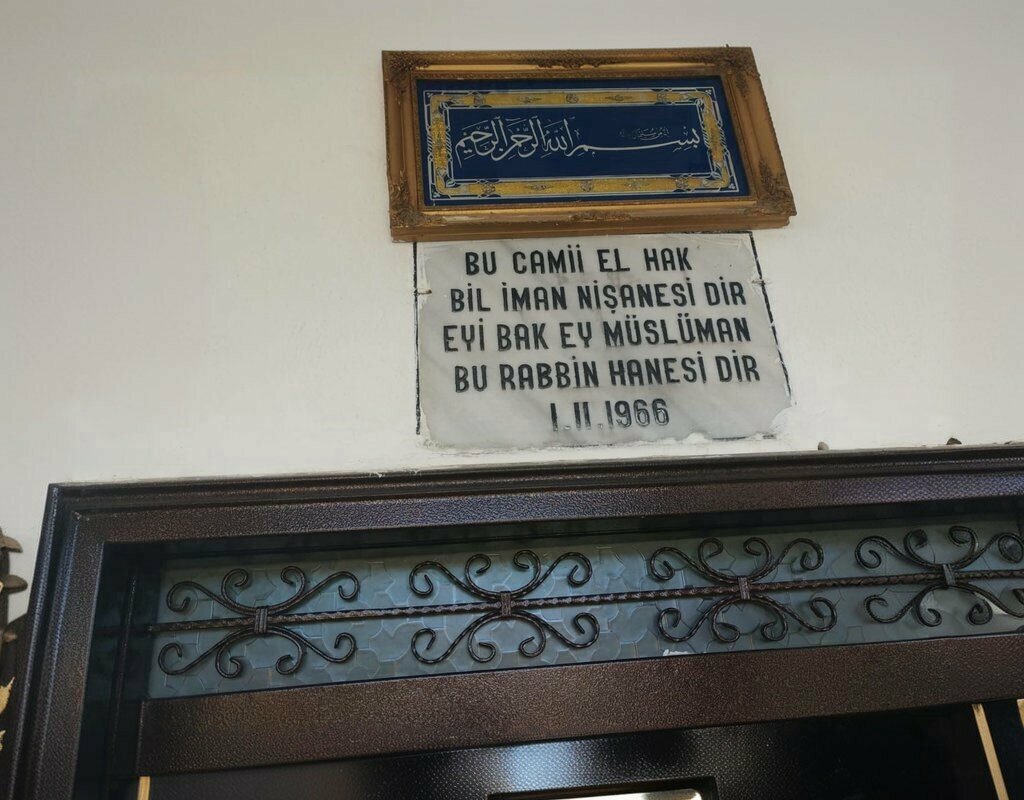 بسم الله الرحمن الرحيم
BU CAMİİ EL HAK
BİL İMAN NİŞANESİ DİR
EYİ BAK EY MÜSLÜMAN
BU RABBİN HANESİ DİR
1.11.1966